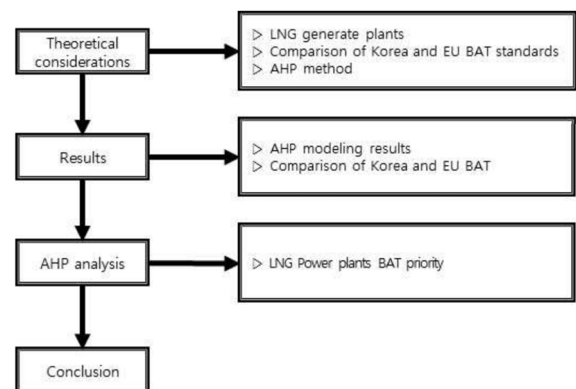 Theoretical
considerations
▷ LNG generate plants
▷ Comparison of Korea and EU BAT standards
▷ AHP method
Results
▷ AHP modeling results
▷ Comparison of Korea and EU BAT
AHP analysis
▷ LNG Power plants BAT priority
Conclusion